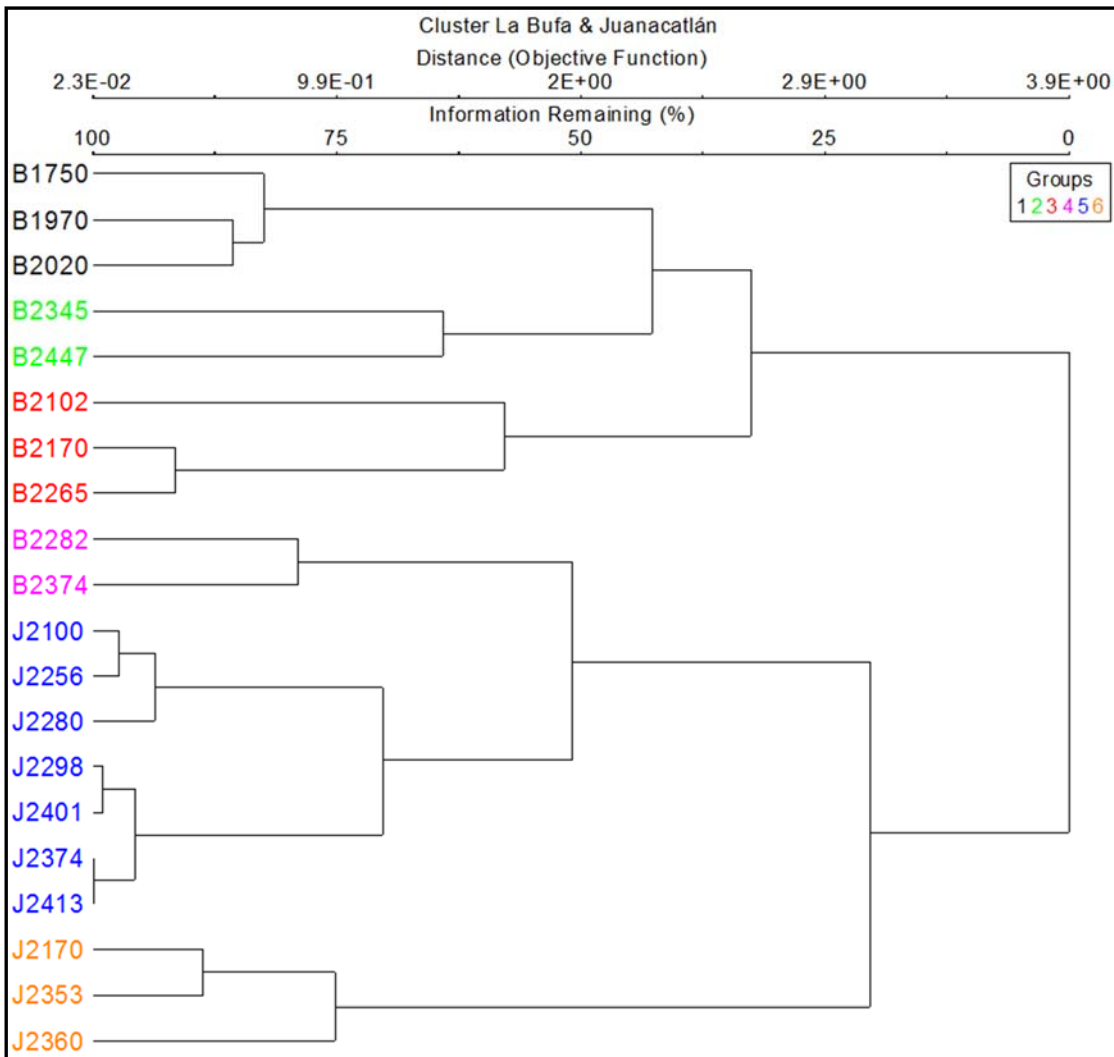 Cluster La Bufa & Juanacatlán
Distance (Objective Function)
2.3E-02 9.9E-01 2E+00 2.9E+00 3.9E+00
Information Remaining (%)
100 75 50 25 0
Groups
1 2 3 4 5 6
B1750
B1970
B2020
B2345
B2447
B2102
B2170
B2265
B2282
B2374
J2100
J2256
J2280
J2298
J2401
J2374
J2413
J2170
J2353
J2360